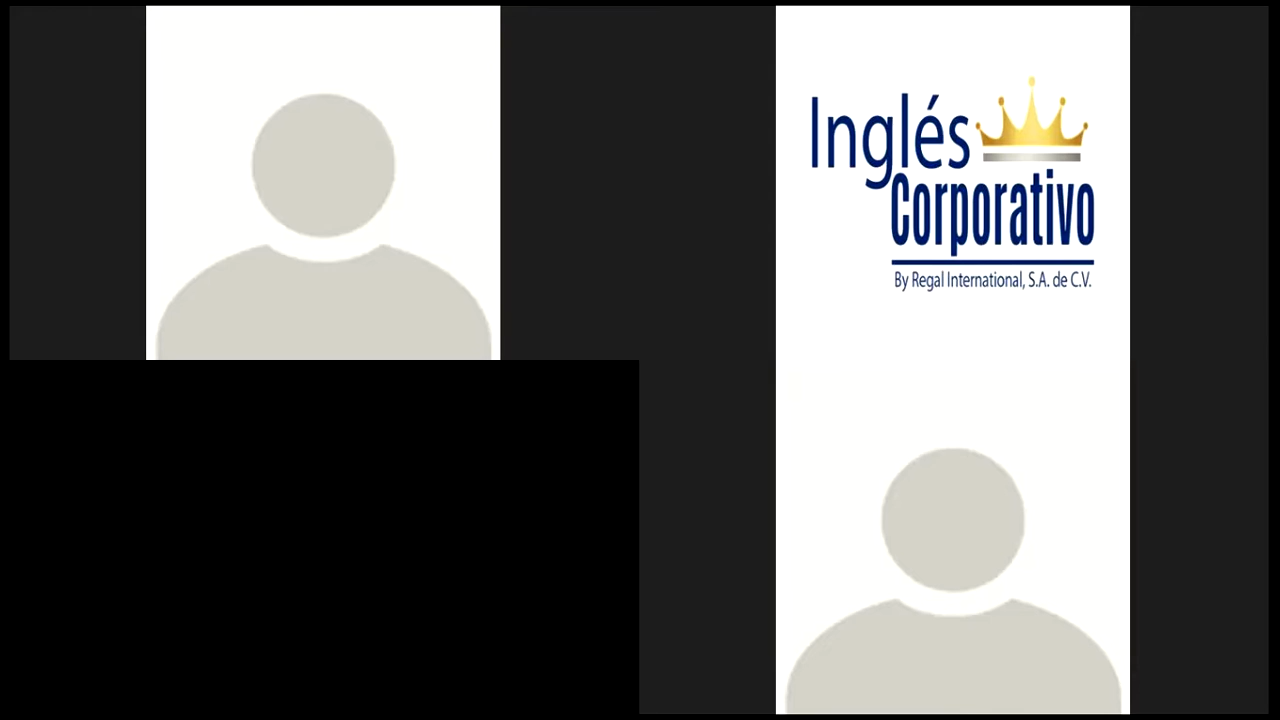 Inglés
Corporativo
By Regal International, S.A. de C.V.